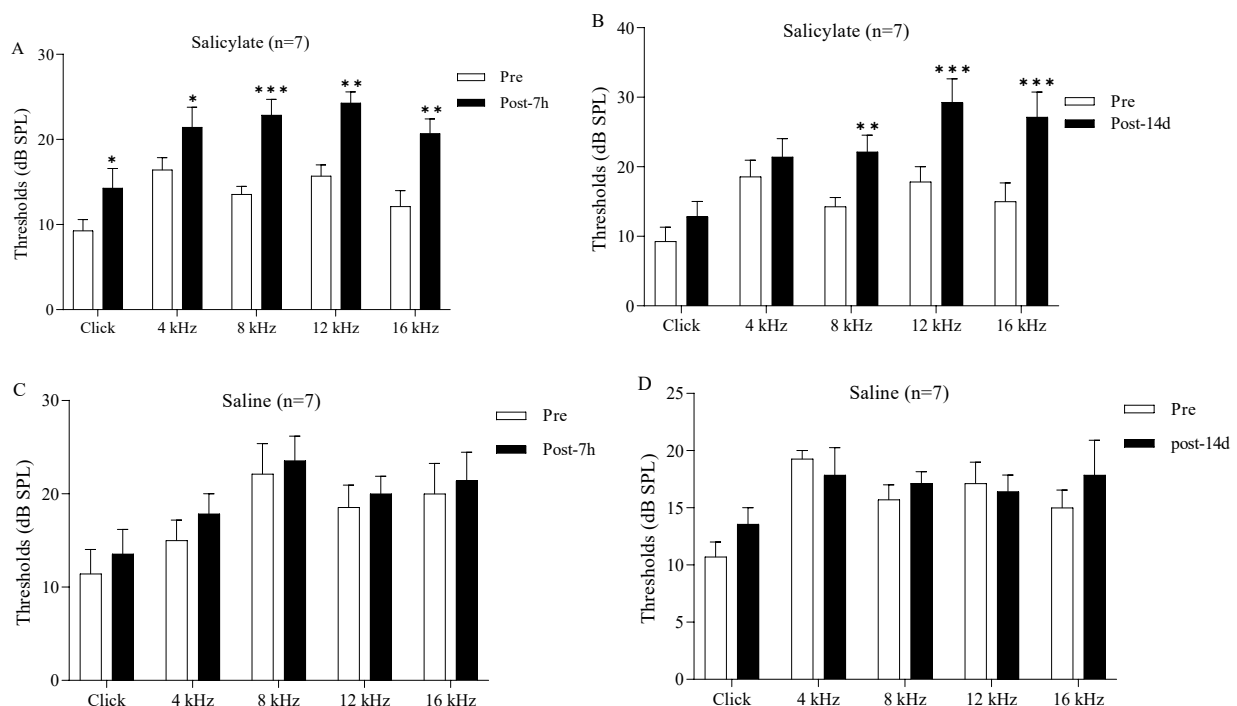 A
Salicylate (n=7)
Thresholds (dB SPL)
30
20
10
0
* * *** ** **
Pre
Post-7h
Click 4 kHz 8 kHz 12 kHz 16 kHz
B
Salicylate (n=7)
Thresholds (dB SPL)
40
30
20
10
0
** *** ***
Pre
Post-14d
Click 4 kHz 8 kHz 12 kHz 16 kHz
C
Saline (n=7)
Thresholds (dB SPL)
30
20
10
0
Pre
Post-7h
Click 4 kHz 8 kHz 12 kHz 16 kHz
D
Saline (n=7)
Thresholds (dB SPL)
25
20
15
10
5
0
Pre
post-14d
Click 4 kHz 8 kHz 12 kHz 16 kHz